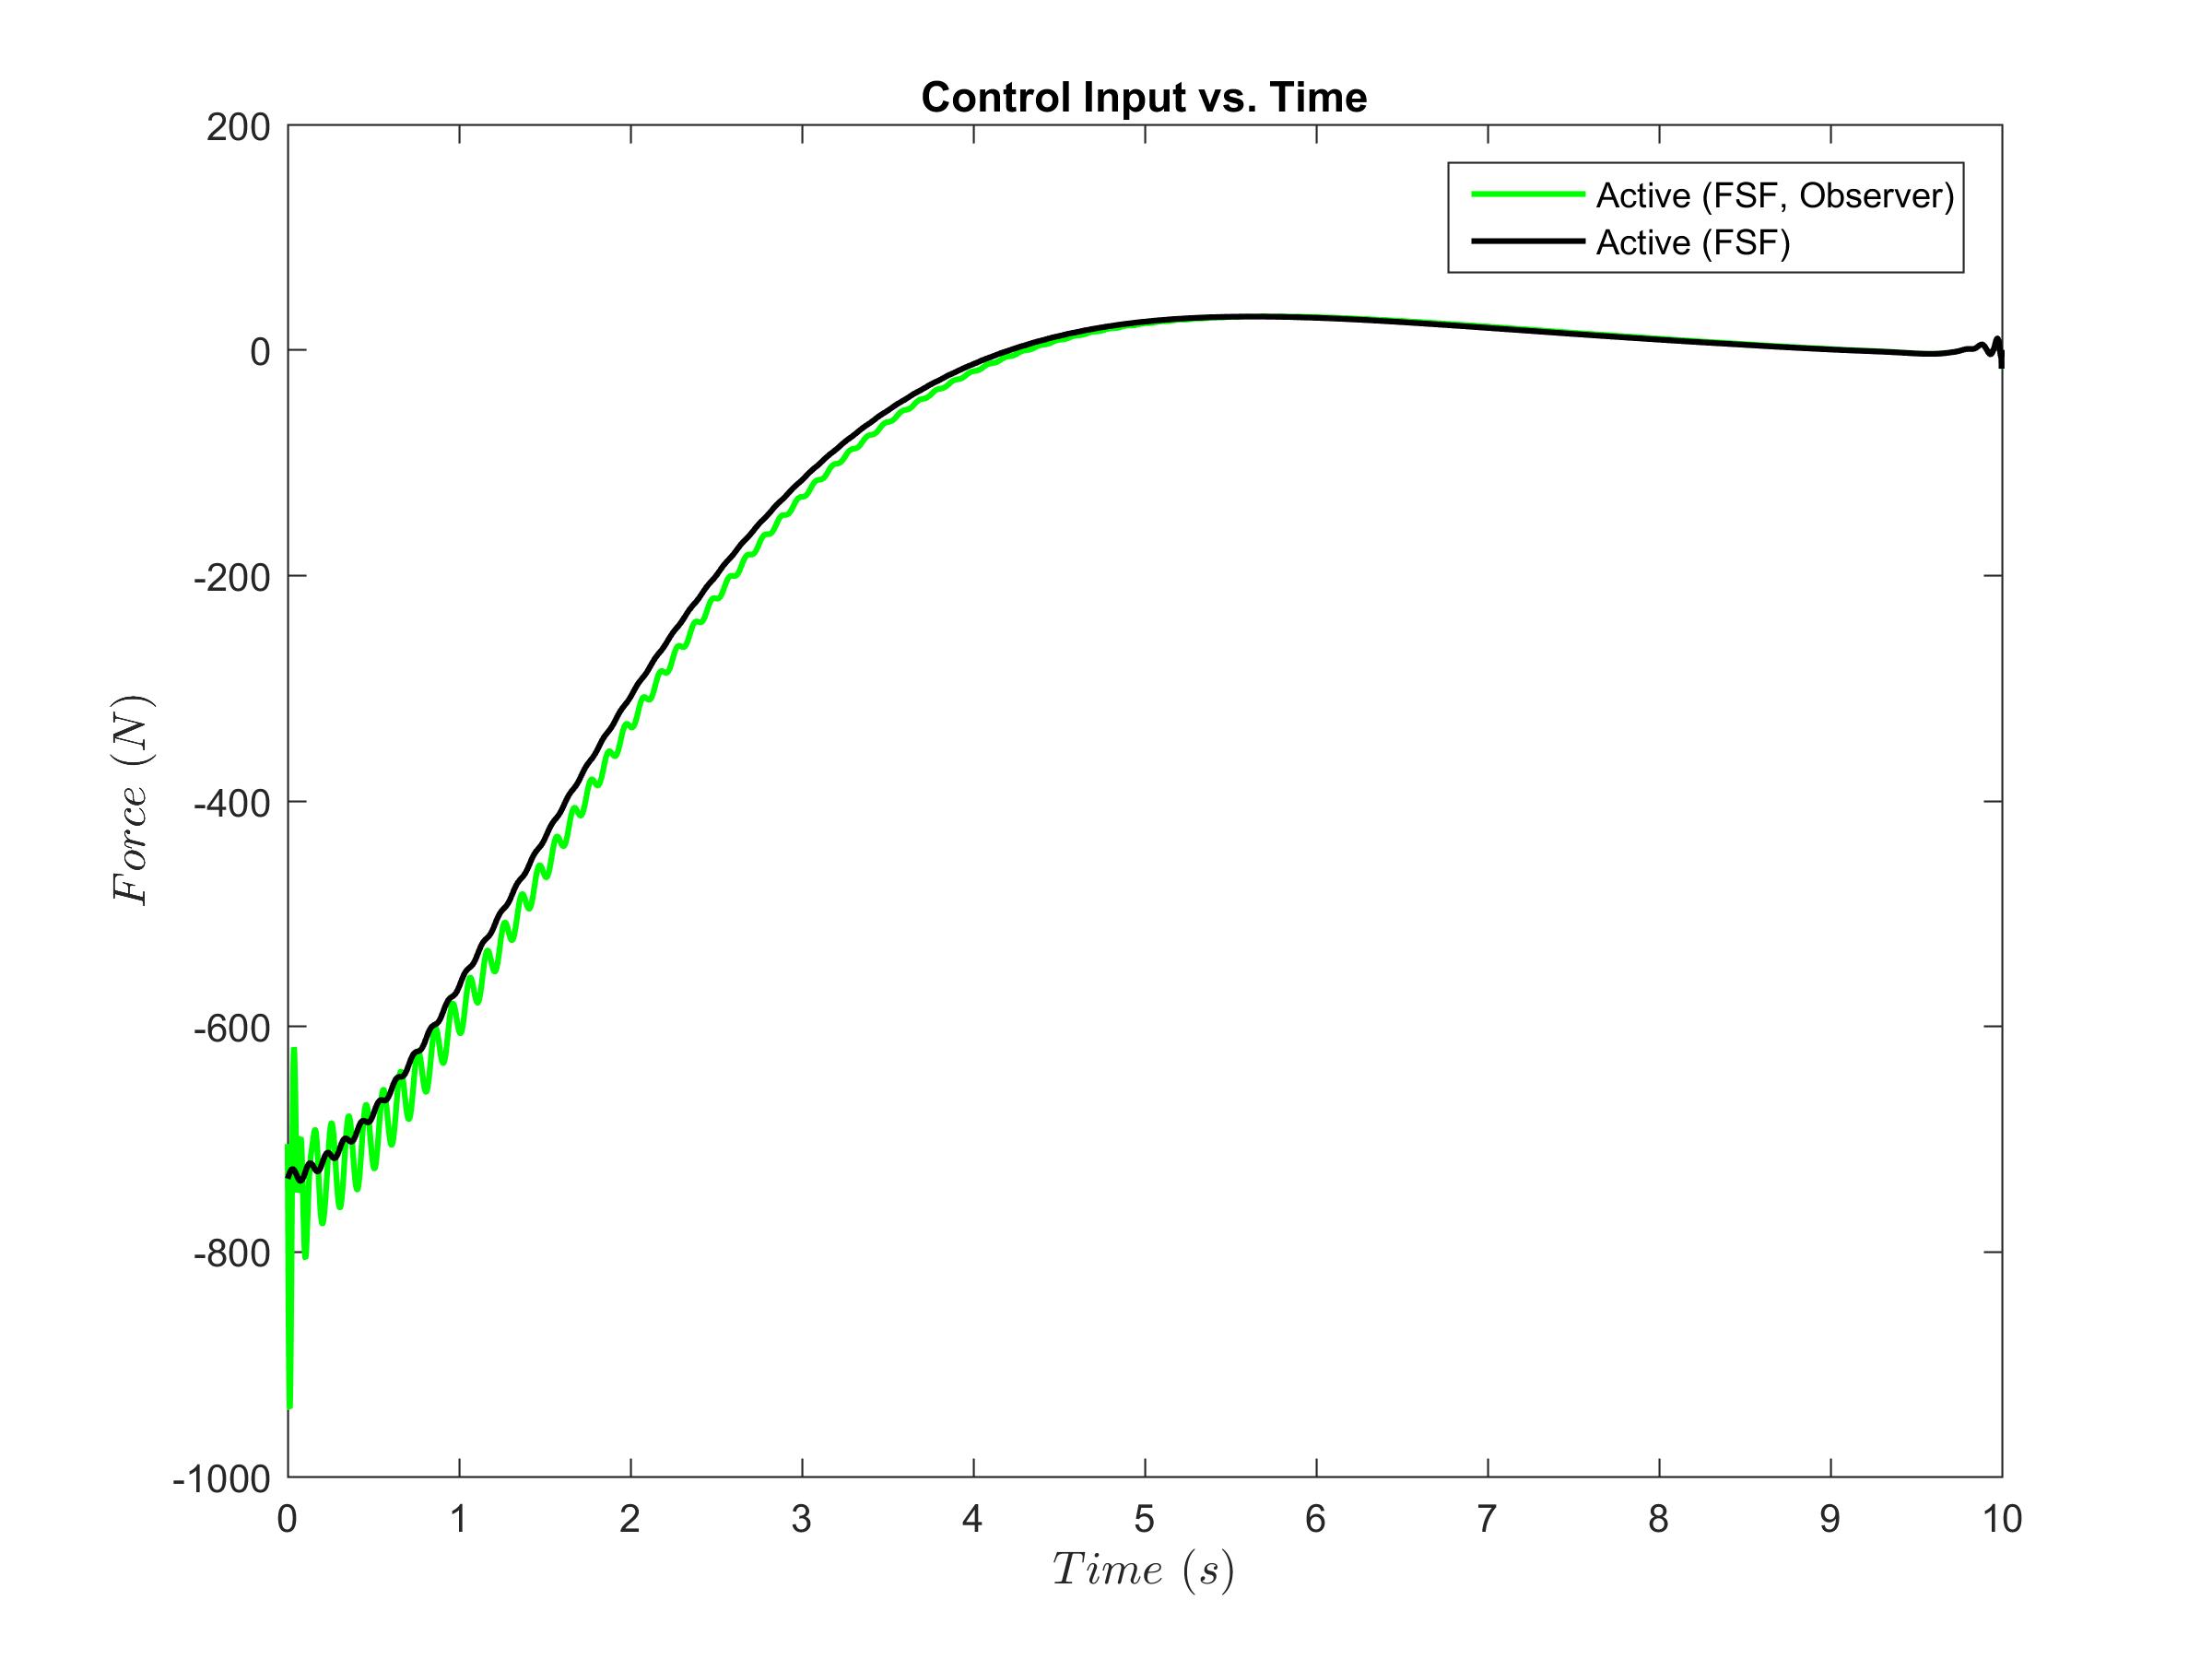 Control Input vs. Time
200
0
-200
-400
-600
-800
-1000
Force (N)
Active (FSF, Observer)
Active (FSF)
0 1 2 3 4 5 6 7 8 9 10
Time (s)